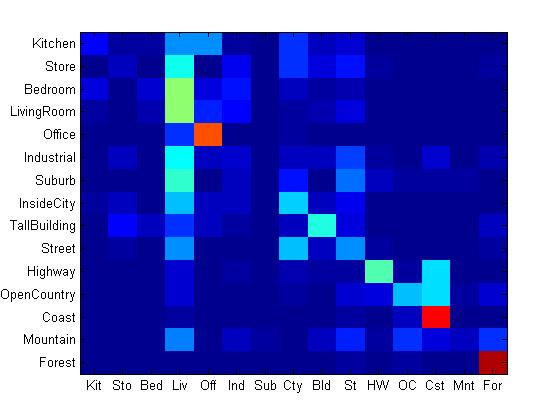 Kitchen
Store
Bedroom
LivingRoom
Office
Industrial
Suburb
InsideCity
TallBuilding
Street
Highway
OpenCountry
Coast
Mountain
Forest
Kit Sto Bed Liv Off Ind Sub Cty Bld St HW OC Cst Mnt For